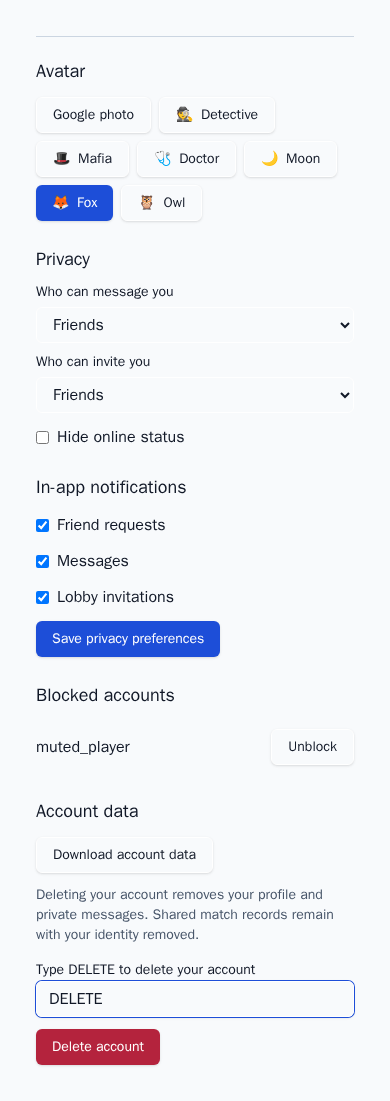 Avatar
Google photo
🕵️ Detective
🎩 Mafia
🩺 Doctor
🌙 Moon
🦊 Fox
🦉 Owl
Privacy
Who can message you
Friends
Who can invite you
Friends
Hide online status
In-app notifications
Friend requests
Messages
Lobby invitations
Save privacy preferences
Blocked accounts
muted_player
Unblock
Account data
Download account data
Deleting your account removes your profile and
private messages. Shared match records remain
with your identity removed.
Type DELETE to delete your account
DELETE
Delete account